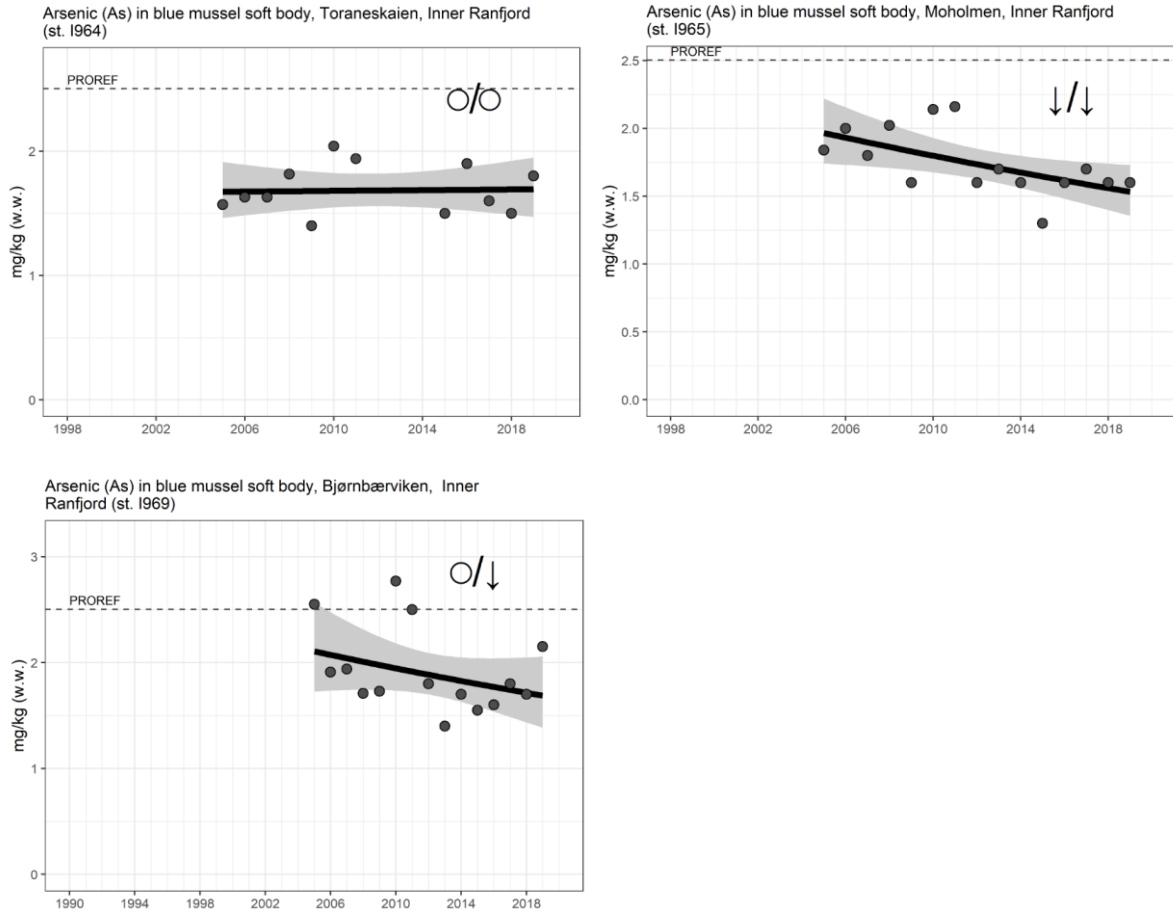 Arsenic (As) in blue mussel soft body, Toraneskaien, Inner Ranfjord
(st. I964)
PROREF
○/○
mg/kg (w.w.)
2
1
0
1998 2002 2006 2010 2014 2018
Arsenic (As) in blue mussel soft body, Moholmen, Inner Ranfjord
(st. I965)
2.5
PROREF
↓/↓
mg/kg (w.w.)
2.0
1.5
1.0
0.5
0.0
1998 2002 2006 2010 2014 2018
Arsenic (As) in blue mussel soft body, Bjørnbærviken, Inner
Ranfjord (st. I969)
3
○/↓
PROREF
mg/kg (w.w.)
2
1
0
1990 1994 1998 2002 2006 2010 2014 2018